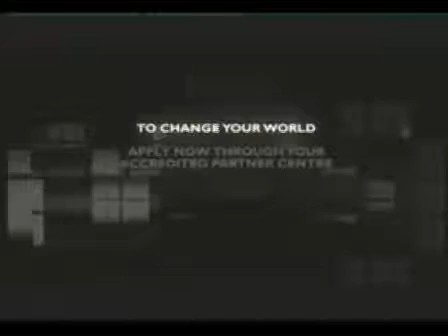 TO CHANGE YOUR WORLD
APPLY NOW THROUGH YOUR
ACCREDITED PARTNER CENTRE